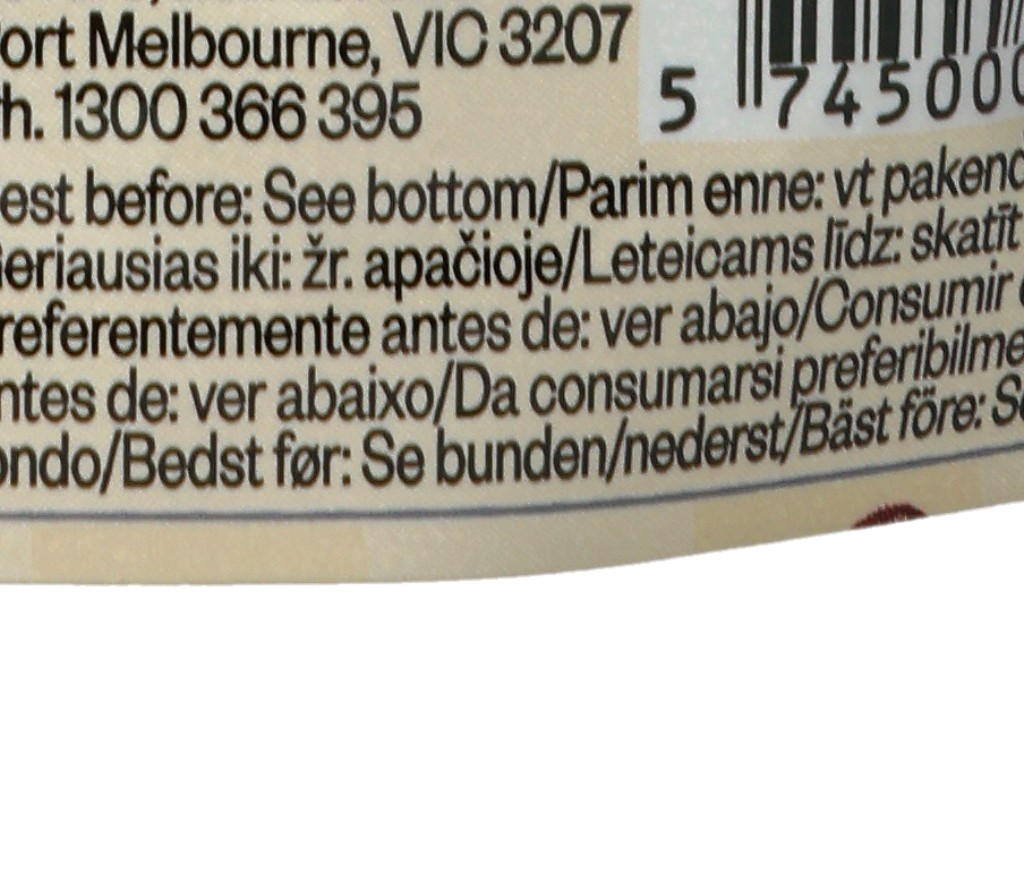 ort Melbourne, VIC 3207
h. 1300 366 395
5 745000
est before: See bottom/Parim enne: vt pakend
eriausias iki: žr. apačioje/Leteicams līdz: skatīt
referentemente antes de: ver abajo/Consumir
ntes de: ver abaixo/Da consumarsi preferibilme
ondo/Bedst før: Se bunden/nederst/Bäst före: Se